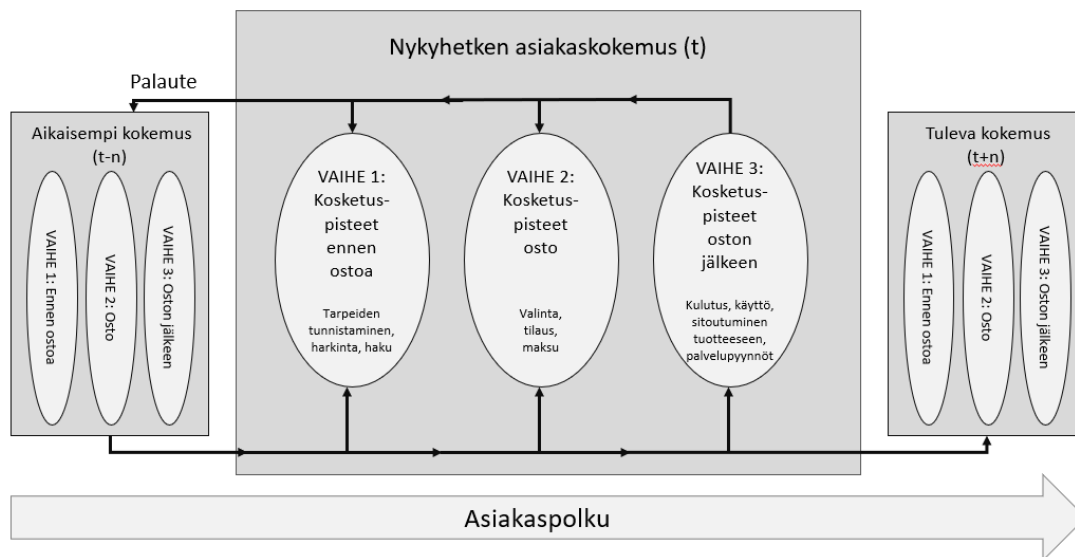 Nykyhetken asiakaskokemus (t)
Palaute
Aikaisempi kokemus
(t-n)
VAIHE 1: Ennen ostoa
VAIHE 2: Osto
VAIHE 3: Oston jälkeen
VAIHE 1:
Kosketus-
pisteet
ennen
ostoa
Tarpeiden
tunnistaminen,
harkinta, haku
VAIHE 2:
Kosketus-
pisteet
osto
Valinta,
tilaus,
maksu
VAIHE 3:
Kosketus-
pisteet
oston
jälkeen
Kulutus, käyttö,
sitoutuminen
tuotteeseen,
palvelupyynnöt
Tuleva kokemus
(t+n)
VAIHE 1: Ennen ostoa
VAIHE 2: Osto
VAIHE 3: Oston jälkeen
Asiakaspolku